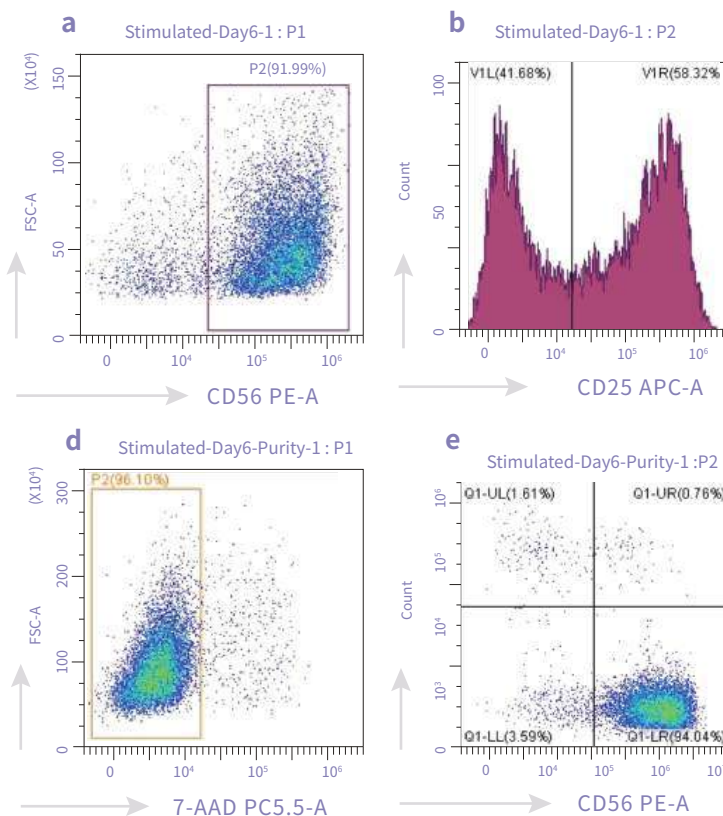 a
Stimulated-Day6-1 : P1
(X10⁴)
P2(91.99%)
150
100
50
0
FSC-A
10⁴ 10⁵ 10⁶
CD56 PE-A
b
Stimulated-Day6-1 : P2
V1L(41.68%) V1R(58.32%)
100
50
0
Count
0 10⁴ 10⁵ 10⁶
CD25 APC-A
d
Stimulated-Day6-Purity-1 : P1
(X10⁴)
P2(96.10%)
300
200
100
0
FSC-A
0 10⁴ 10⁵ 10⁶
7-AAD PC5.5-A
e
Stimulated-Day6-Purity-1 :P2
Q1-UL(1.61%) Q1-UR(0.76%)
10⁶
10⁵
10⁴
10³
0
Count
Q1-LL(3.59%) Q1-LR(94.04%)
0 10⁴ 10⁵ 10⁶ 10⁷
CD56 PE-A